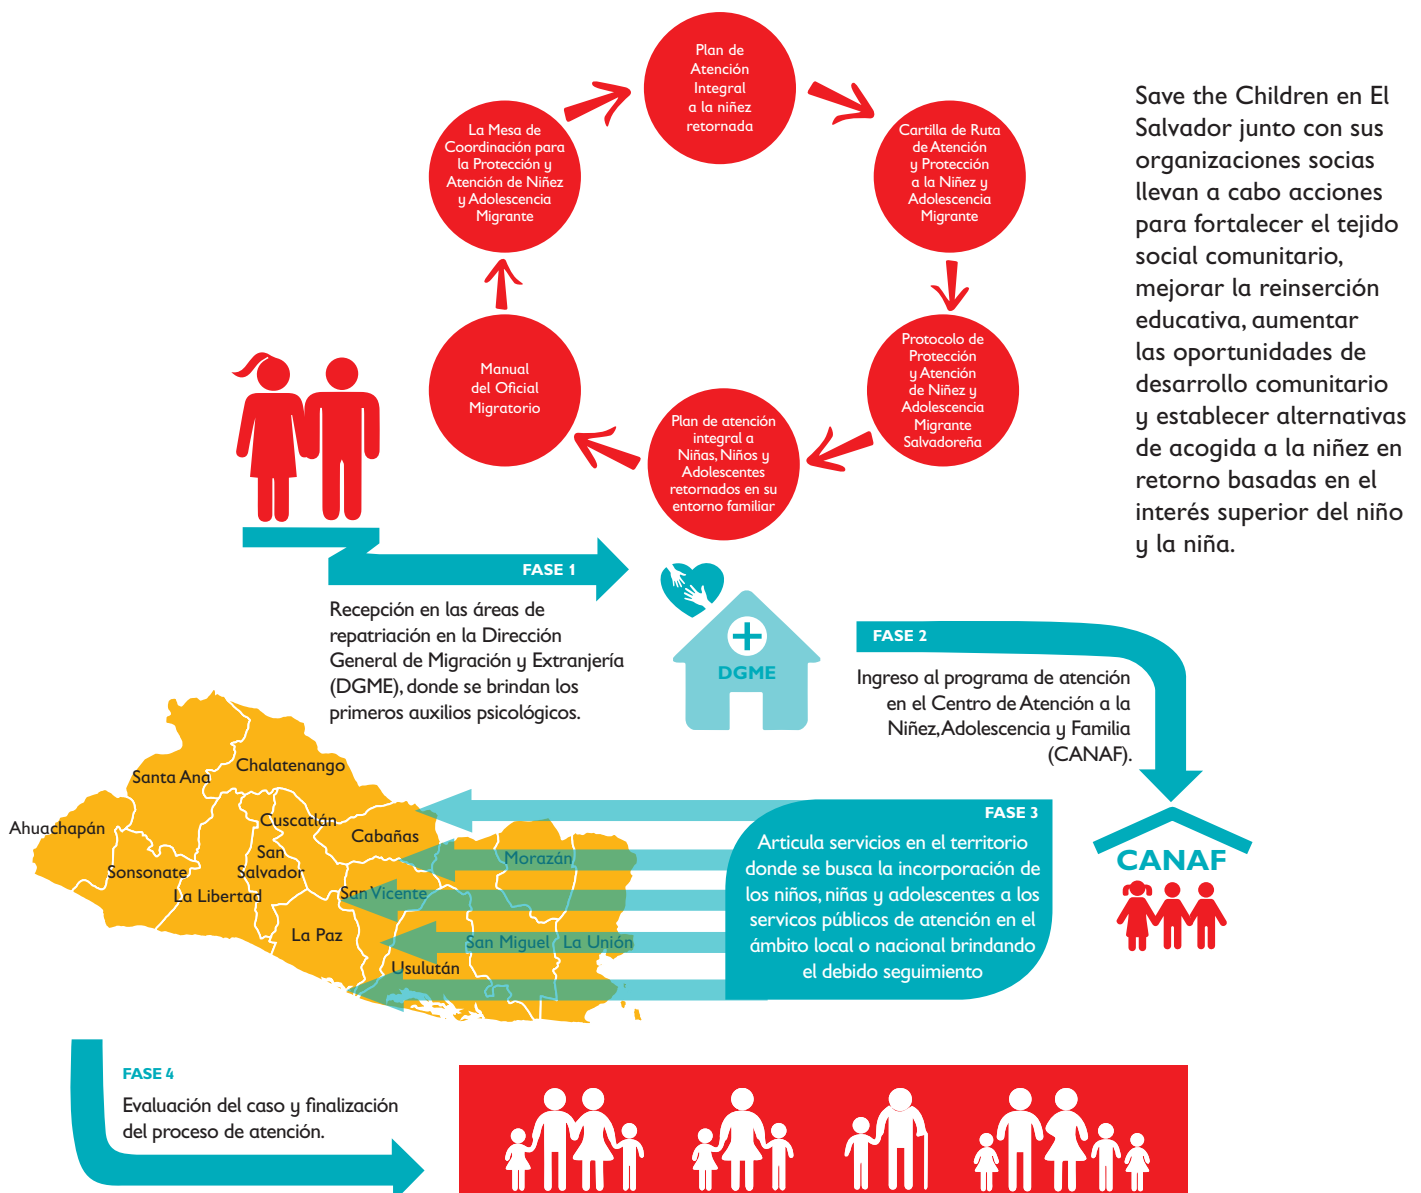 Plan de
Atención
Integral
a la niñez
retornada
Cartilla de Ruta
de Atención
y Protección
a la Niñez y
Adolescencia
Migrante
Protocolo de
Protección
y Atención
de Niñez y
Adolescencia
Migrante
Salvadoreña
Plan de atención
integral a
Niñas, Niños y
Adolescentes
retornados en su
entorno familiar
Manual
del Oficial
Migratorio
La Mesa de
Coordinación para
la Protección y
Atención de Niñez
y Adolescencia
Migrante
Save the Children en El
Salvador junto con sus
organizaciones socias
llevan a cabo acciones
para fortalecer el tejido
social comunitario,
mejorar la reinserción
educativa, aumentar
las oportunidades de
desarrollo comunitario
y establecer alternativas
de acogida a la niñez en
retorno basadas en el
interés superior del niño
y la niña.
FASE 1
Recepción en las áreas de
repatriación en la Dirección
General de Migración y Extranjería
(DGME), donde se brindan los
primeros auxilios psicológicos.
DGME
FASE 2
Ingreso al programa de atención
en el Centro de Atención a la
Niñez, Adolescencia y Familia
(CANAF).
CANAF
FASE 3
Articula servicios en el territorio
donde se busca la incorporación de
los niños, niñas y adolescentes a los
servicos públicos de atención en el
ámbito local o nacional brindando
el debido seguimiento
Santa Ana
Chalatenango
Ahuachapán
Cuscatlán
Cabañas
Sonsonate
San
Salvador
Morazán
La Libertad
San Vicente
La Paz
San Miguel
La Unión
Usulután
FASE 4
Evaluación del caso y finalización
del proceso de atención.